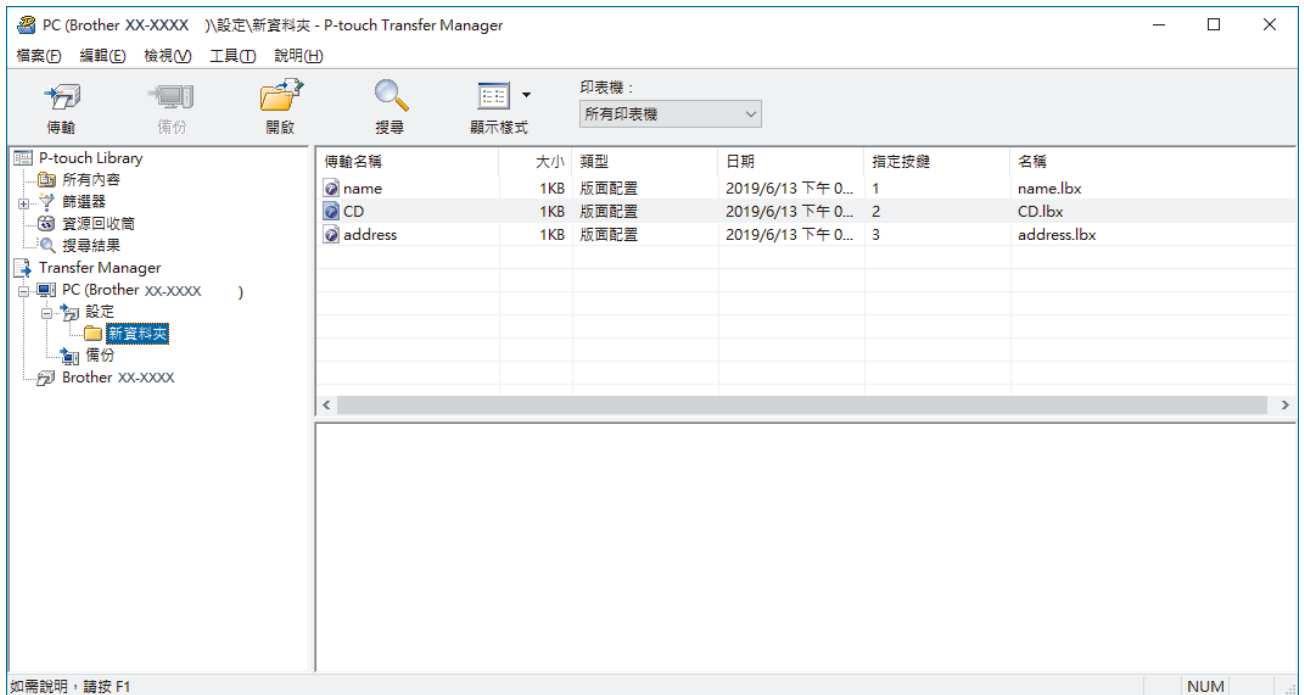 PC (Brother XX-XXXX )\設定\新資料夾 - P-touch Transfer Manager
檔案(F) 編輯(E) 檢視(V) 工具(T) 說明(H)
傳輸 備份 開啟 搜尋 顯示樣式
印表機：
所有印表機
P-touch Library
所有內容
篩選器
資源回收筒
搜尋結果
Transfer Manager
PC (Brother XX-XXXX )
設定
新資料夾
備份
Brother XX-XXXX
傳輸名稱 大小 類型 日期 指定按鍵 名稱
name 1KB 版面配置 2019/6/13 下午 0... 1 name.lbx
CD 1KB 版面配置 2019/6/13 下午 0... 2 CD.lbx
address 1KB 版面配置 2019/6/13 下午 0... 3 address.lbx
如需說明，請按 F1
NUM